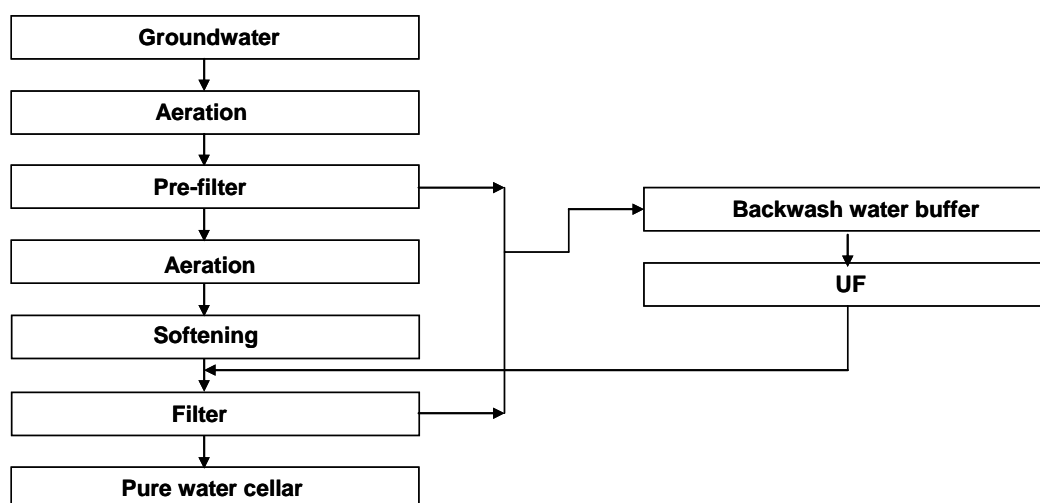 Groundwater
Aeration
Pre-filter
Aeration
Softening
Filter
Pure water cellar
Backwash water buffer
UF